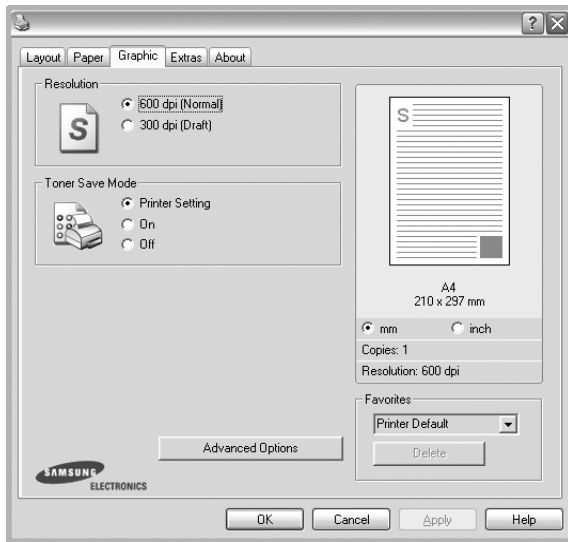 Layout Paper Graphic Extras About
Resolution
600 dpi (Normal)
300 dpi (Draft)
S
Toner Save Mode
Printer Setting
On
Off
S
A4
210 x 297 mm
mm inch
Copies: 1
Resolution: 600 dpi
Favorites
Printer Default
Delete
Advanced Options
SAMSUNG
ELECTRONICS
OK Cancel Apply Help